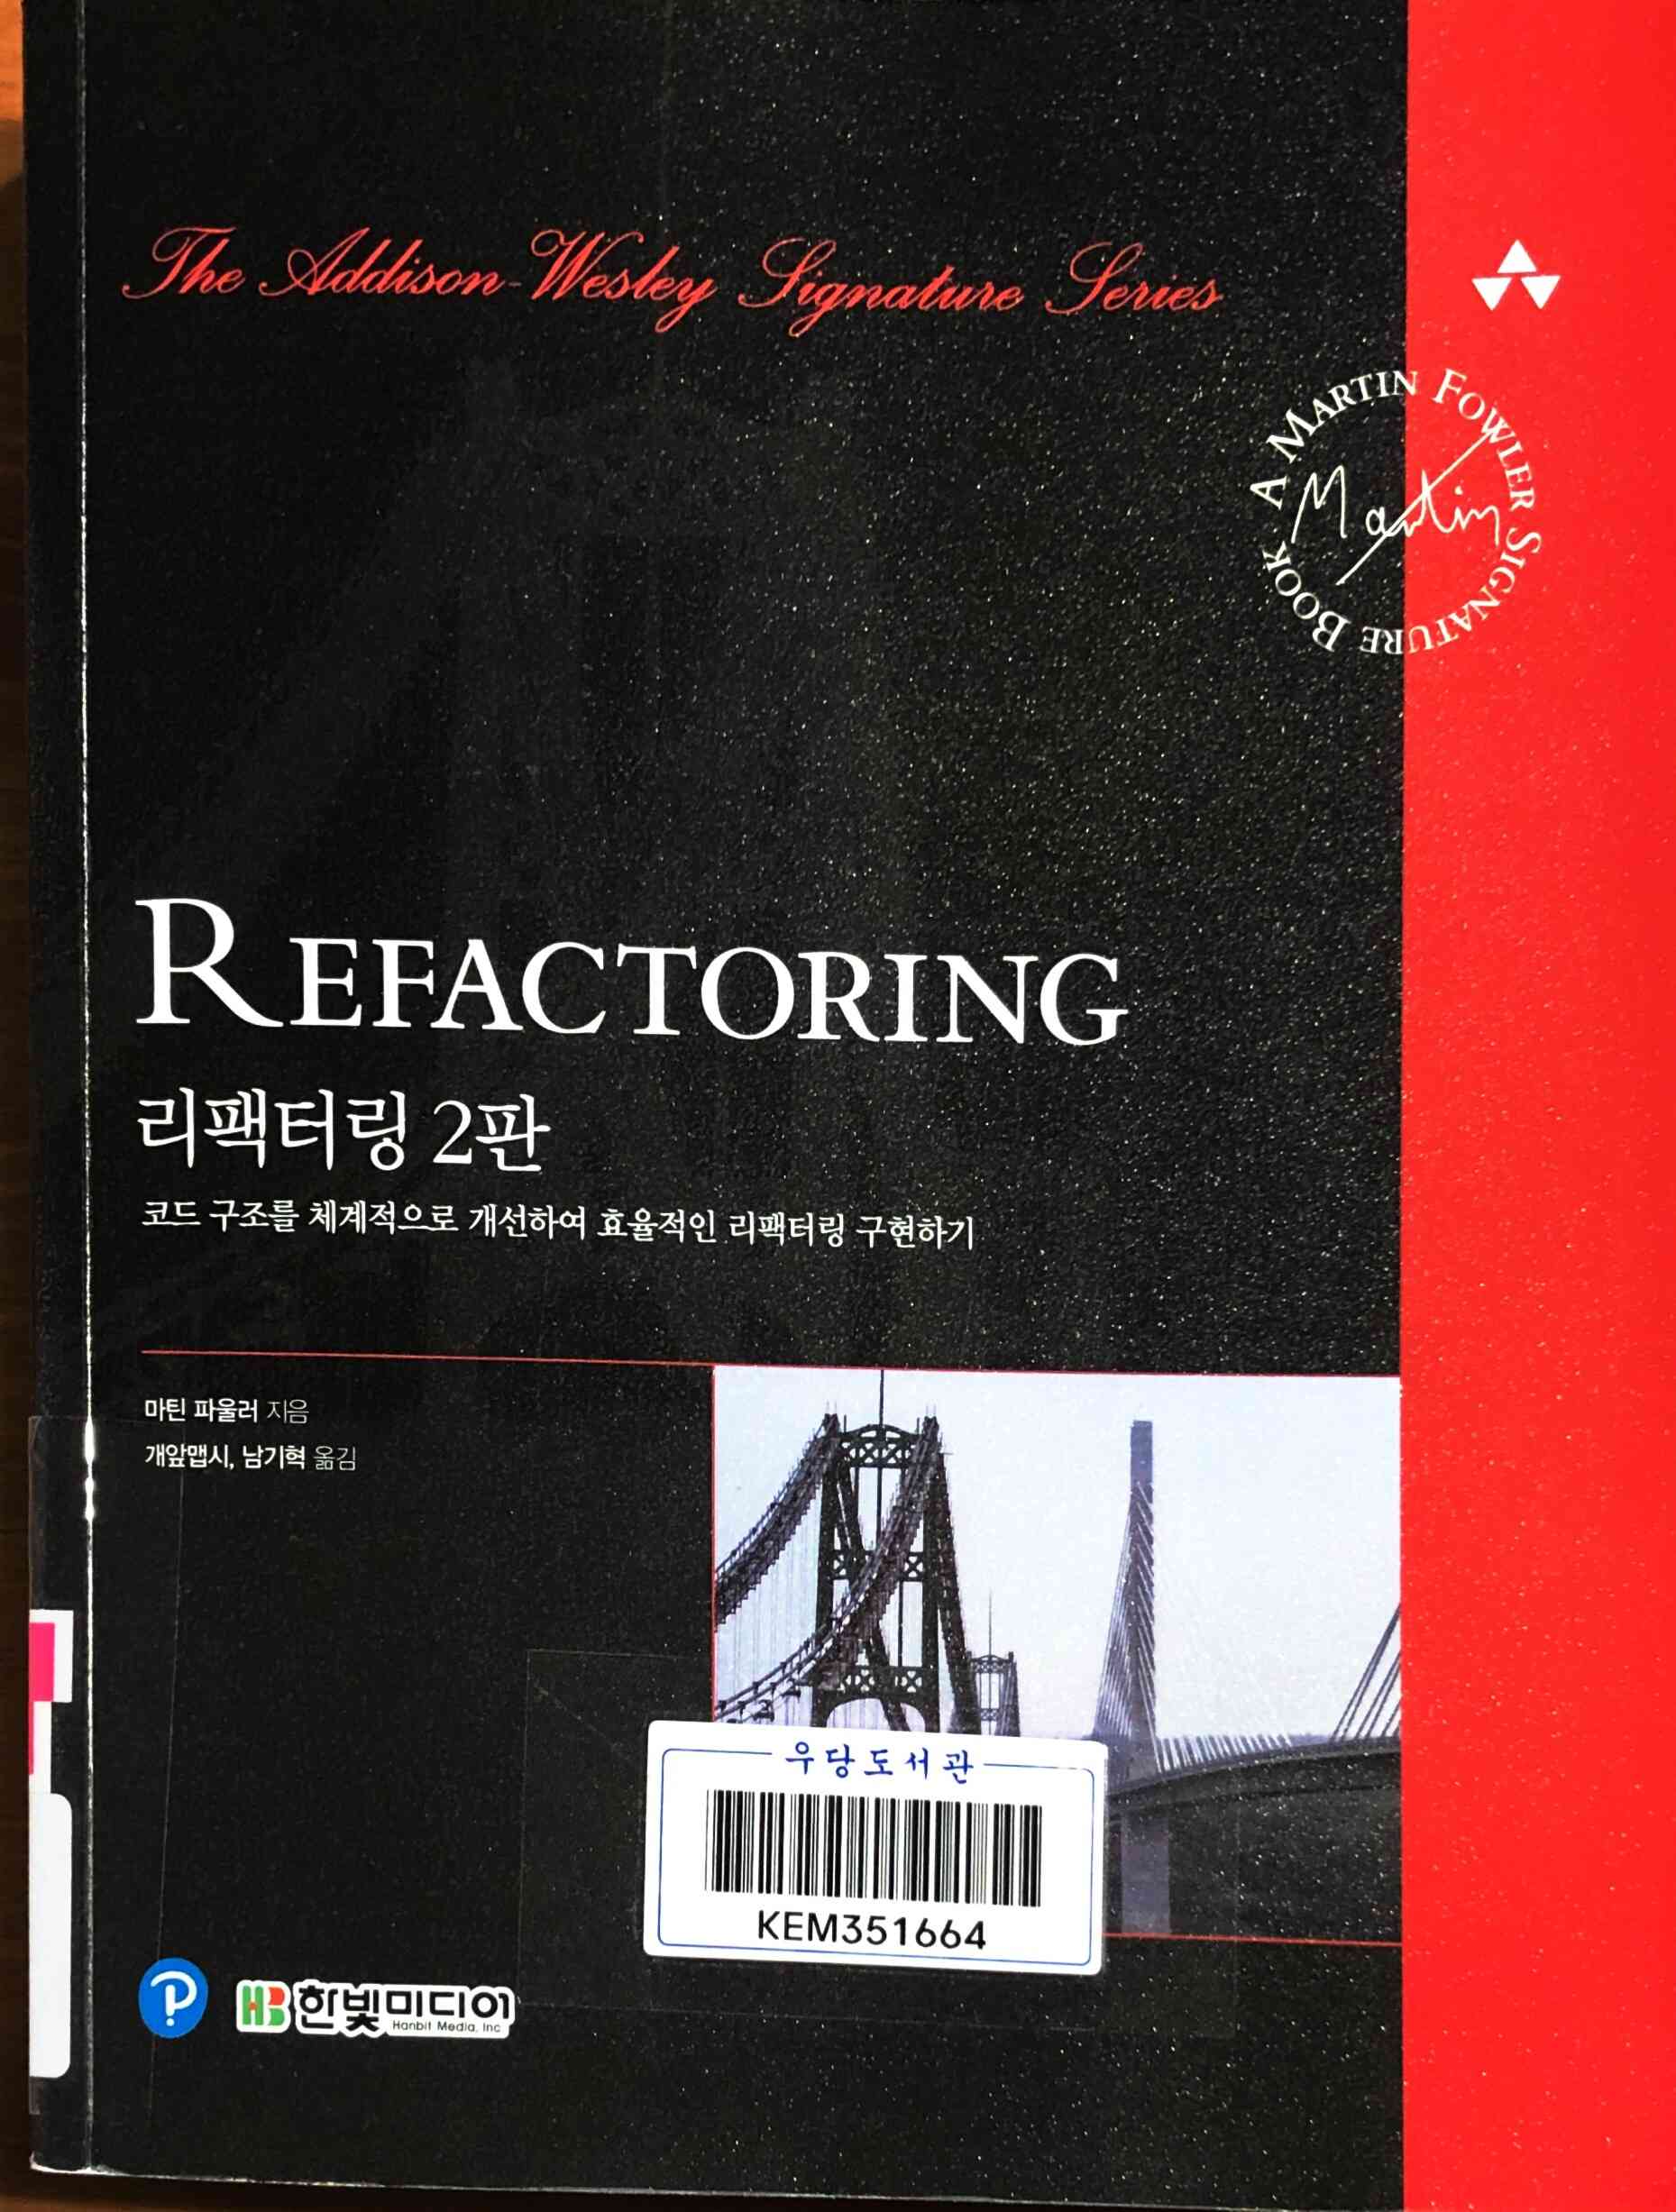 The Addison-Wesley Signature Series
A MARTIN FOWLER SIGNATURE BOOK
Martin
REFACTORING
리팩터링 2판
코드 구조를 체계적으로 개선하여 효율적인 리팩터링 구현하기
마틴 파울러 지음
개앞맵시, 남기혁 옮김
우당도서관
KEM351664
P
HB 한빛미디어
Hanbit Media, Inc